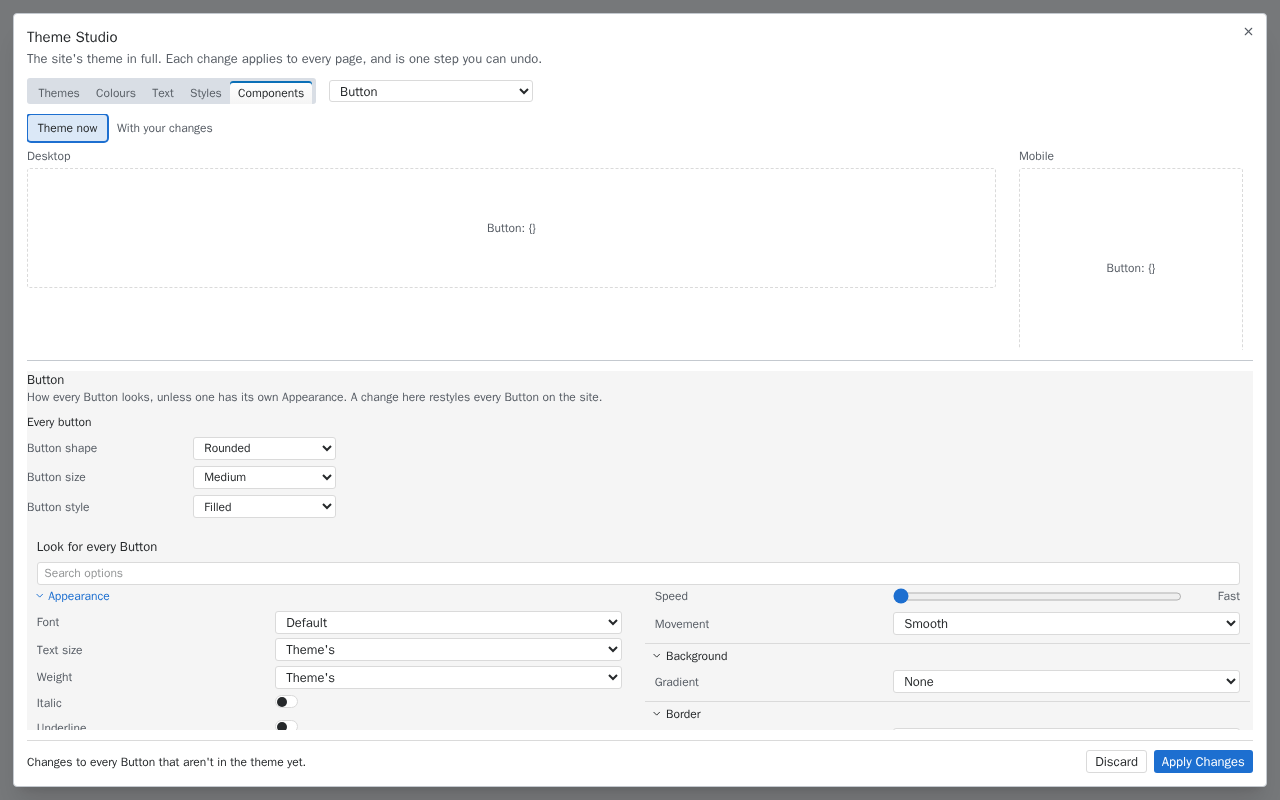 Theme Studio
×
The site's theme in full. Each change applies to every page, and is one step you can undo.
Themes Colours Text Styles Components Button
Theme now With your changes
Desktop Mobile
Button: {}
Button: {}
Button
How every Button looks, unless one has its own Appearance. A change here restyles every Button on the site.
Every button
Button shape Rounded
Button size Medium
Button style Filled
Look for every Button
Search options
Appearance
Font Default
Text size Theme's
Weight Theme's
Italic
Underline
Speed Fast
Movement Smooth
Background
Gradient None
Border
Changes to every Button that aren't in the theme yet.
Discard Apply Changes